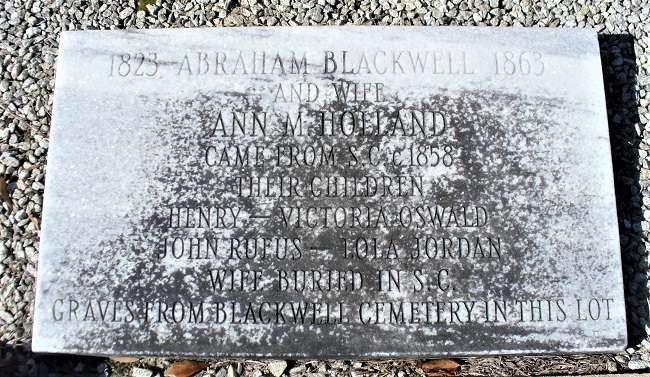 1823 ABRAHAM BLACKWELL 1863
AND WIFE
ANN M HOLLAND
CAME FROM S.C. c 1858
THEIR CHILDREN
HENRY — VICTORIA OSWALD
JOHN RUFUS — LOLA JORDAN
WIFE BURIED IN S.C.
GRAVES FROM BLACKWELL CEMETERY IN THIS LOT